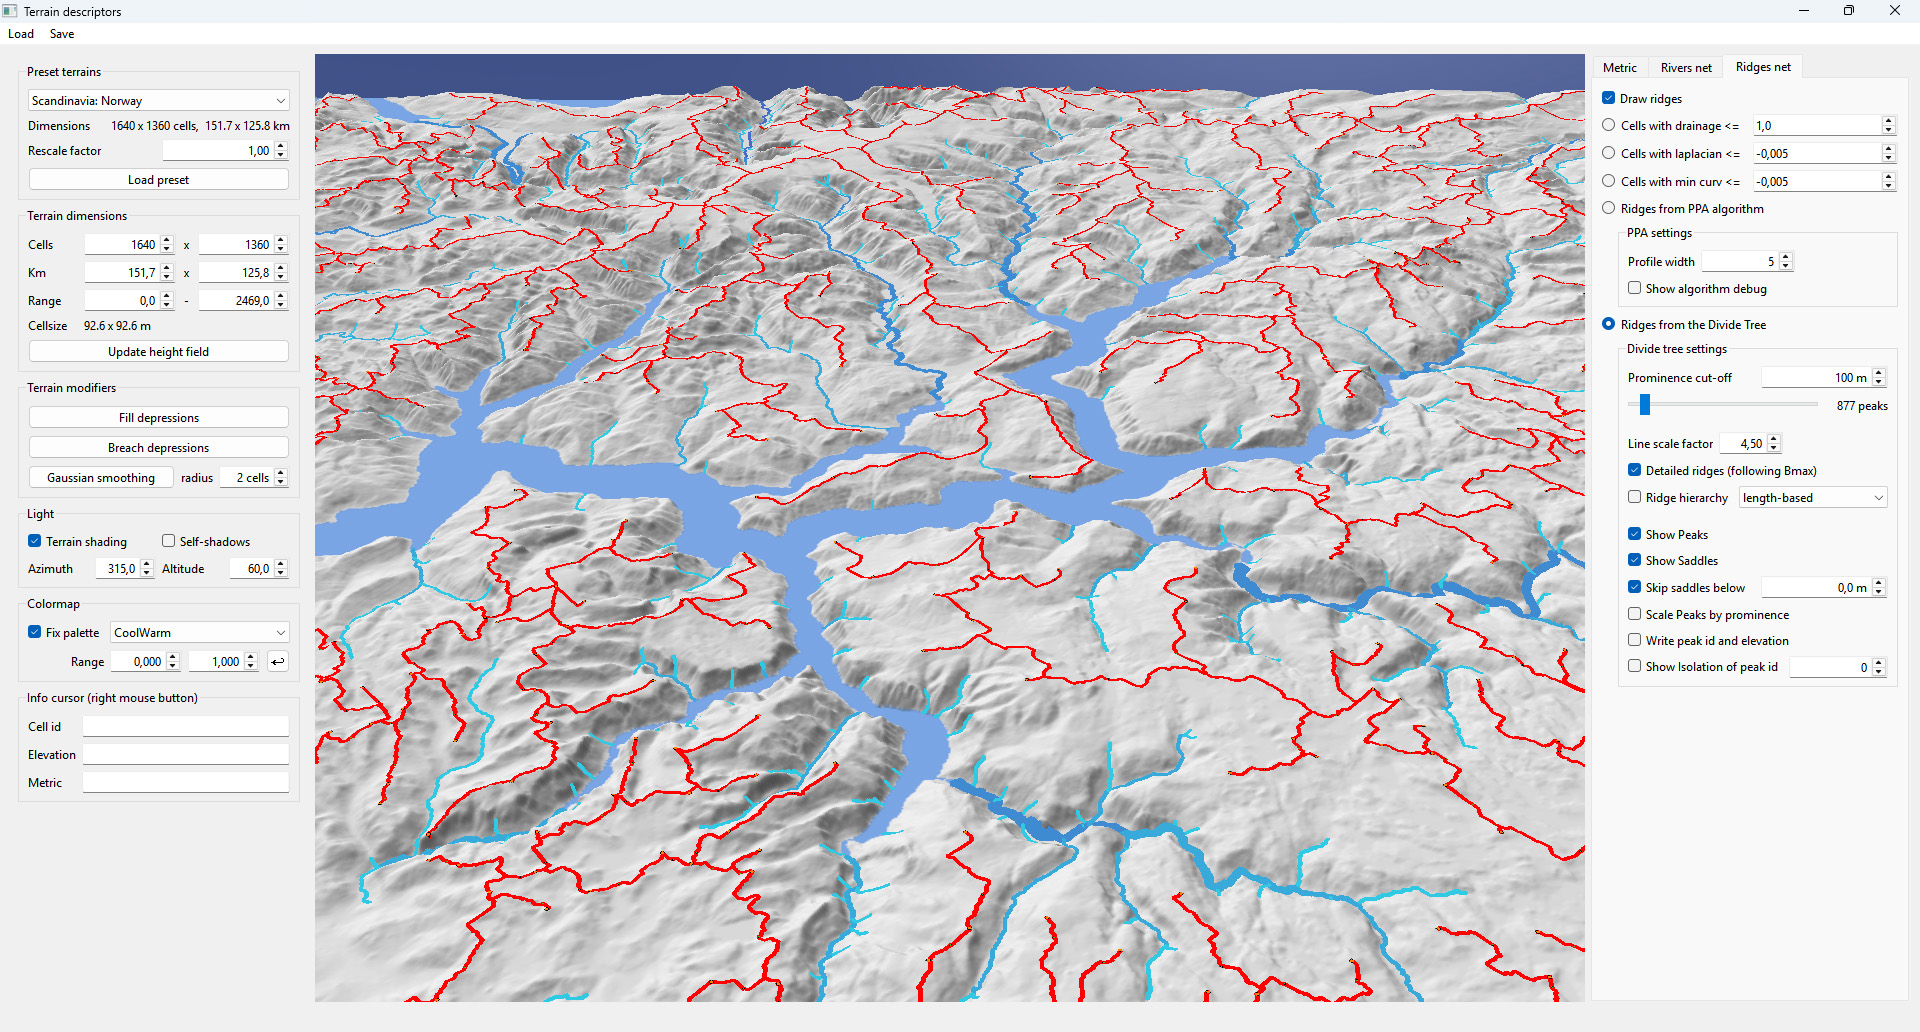 Terrain descriptors
Load Save
Preset terrains
Scandinavia: Norway
Dimensions 1640 x 1360 cells, 151.7 x 125.8 km
Rescale factor 1,00
Load preset
Terrain dimensions
Cells 1640 x 1360
Km 151,7 x 125,8
Range 0,0 - 2469,0
Cellsize 92.6 x 92.6 m
Update height field
Terrain modifiers
Fill depressions
Breach depressions
Gaussian smoothing radius 2 cells
Light
Terrain shading Self-shadows
Azimuth 315,0 Altitude 60,0
Colormap
Fix palette CoolWarm
Range 0,000 1,000
Info cursor (right mouse button)
Cell id
Elevation
Metric
Metric Rivers net Ridges net
Draw ridges
Cells with drainage <= 1,0
Cells with laplacian <= -0,005
Cells with min curv <= -0,005
Ridges from PPA algorithm
PPA settings
Profile width 5
Show algorithm debug
Ridges from the Divide Tree
Divide tree settings
Prominence cut-off 100 m
877 peaks
Line scale factor 4,50
Detailed ridges (following Bmax)
Ridge hierarchy length-based
Show Peaks
Show Saddles
Skip saddles below 0,0 m
Scale Peaks by prominence
Write peak id and elevation
Show Isolation of peak id 0